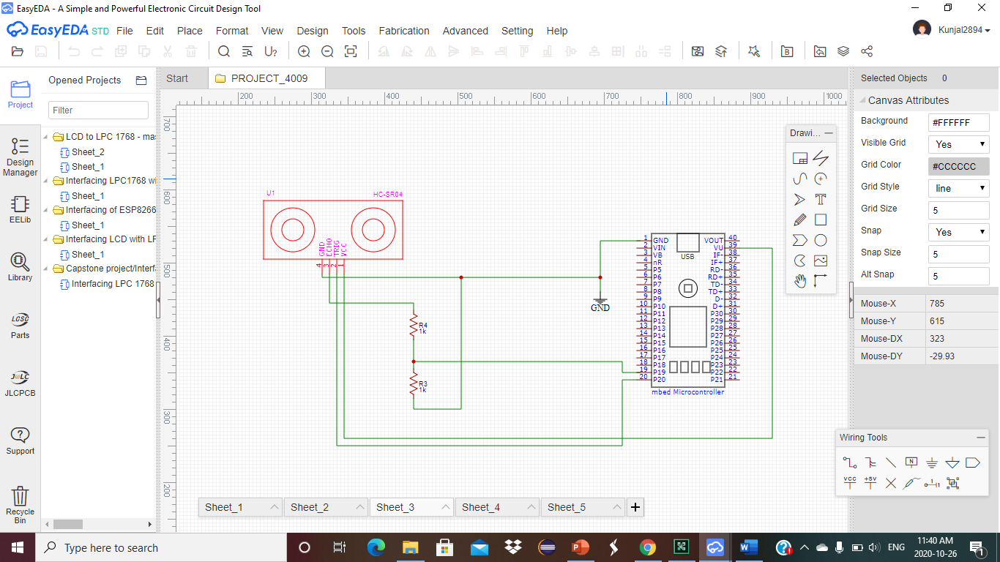 EasyEDA - A Simple and Powerful Electronic Circuit Design Tool
EasyEDA STD File Edit Place Format View Design Tools Fabrication Advanced Setting Help Kunjal2894
Start PROJECT_4009
Project
Design Manager
EELib
Library
LCSC
Parts
J@LC
JLCPCB
Support
Recycle Bin
Opened Projects
Filter
LCD to LPC 1768 - ma
Sheet_2
Sheet_1
Interfacing LPC1768 wi
Sheet_1
Interfacing of ESP8266
Sheet_1
Interfacing LCD with LF
Sheet_1
Capstone project/Interf
Interfacing LPC 1768
200 300 400 500 600 700 800 900 1000
700
600
500
400
300
200
U1 HC-SR04
GND
ECHO
TRIG
VCC
4 3 2 1
R4
1k
R3
1k
GND
1 GND VOUT 40
2 VIN VU 39
3 VB IF- 38
4 nR IF+ 37
5 P5 RD- 36
6 P6 RD+ 35
7 P7 TD- 34
8 P8 TD+ 33
9 P9 D- 32
10 P10 D+ 31
11 P11 P30 30
12 P12 P29 29
13 P13 P28 28
14 P14 P27 27
15 P15 P26 26
16 P16 P25 25
17 P17 P24 24
18 P18 P23 23
19 P19 P22 22
20 P20 P21 21
USB
mbed Microcontroller
Drawi...
Selected Objects 0
Canvas Attributes
Background #FFFFFF
Visible Grid Yes
Grid Color #CCCCCC
Grid Style line
Grid Size 5
Snap Yes
Snap Size 5
Alt Snap 5
Mouse-X 785
Mouse-Y 615
Mouse-DX 323
Mouse-DY -29.93
Wiring Tools
N
VCC +5V
Sheet_1 Sheet_2 Sheet_3 Sheet_4 Sheet_5 +
Type here to search
ENG
11:40 AM
2020-10-26
1